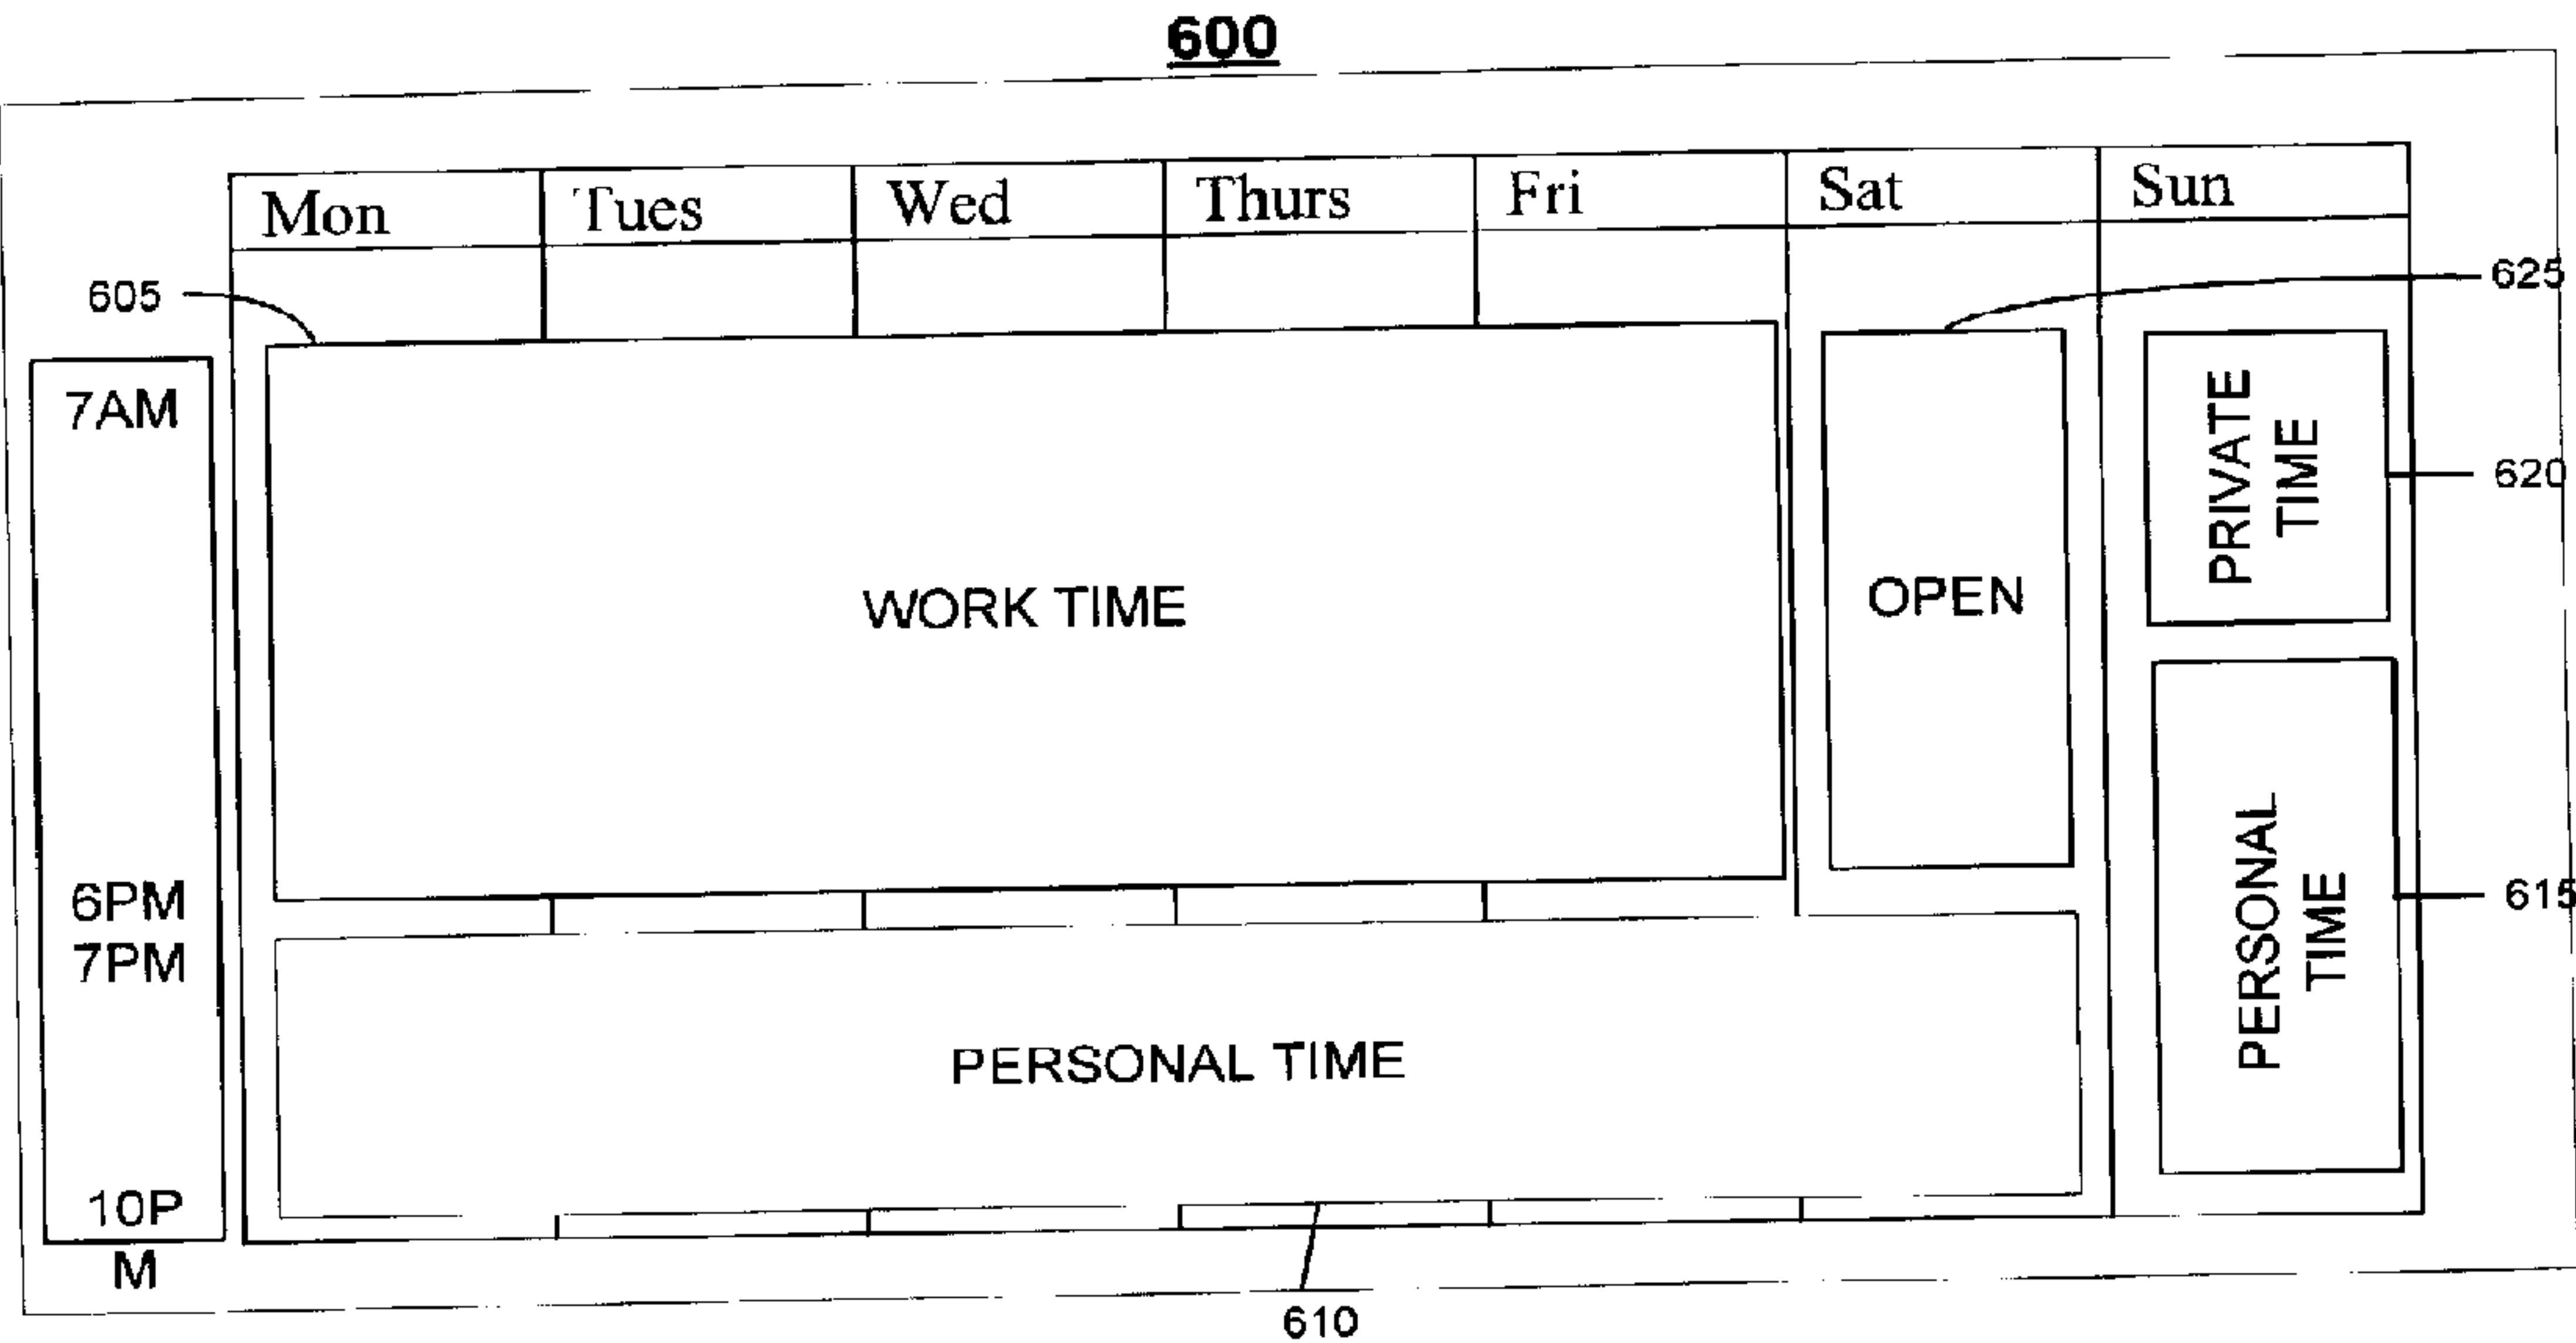 600
Mon Tues Wed Thurs Fri Sat Sun
605
625
7AM
PRIVATE
TIME
620
WORK TIME
OPEN
6PM
7PM
PERSONAL
TIME
615
PERSONAL TIME
10P
M
610